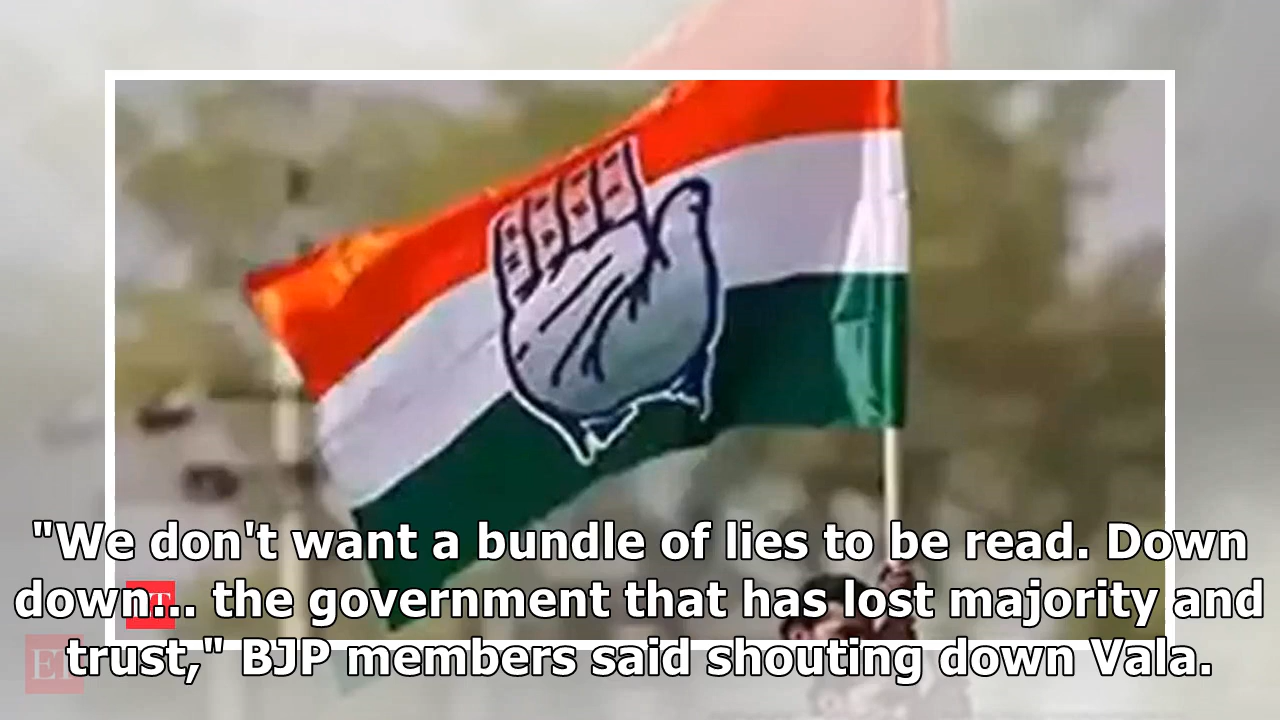 "We don't want a bundle of lies to be read. Down
down... the government that has lost majority and
trust," BJP members said shouting down Vala.
ET